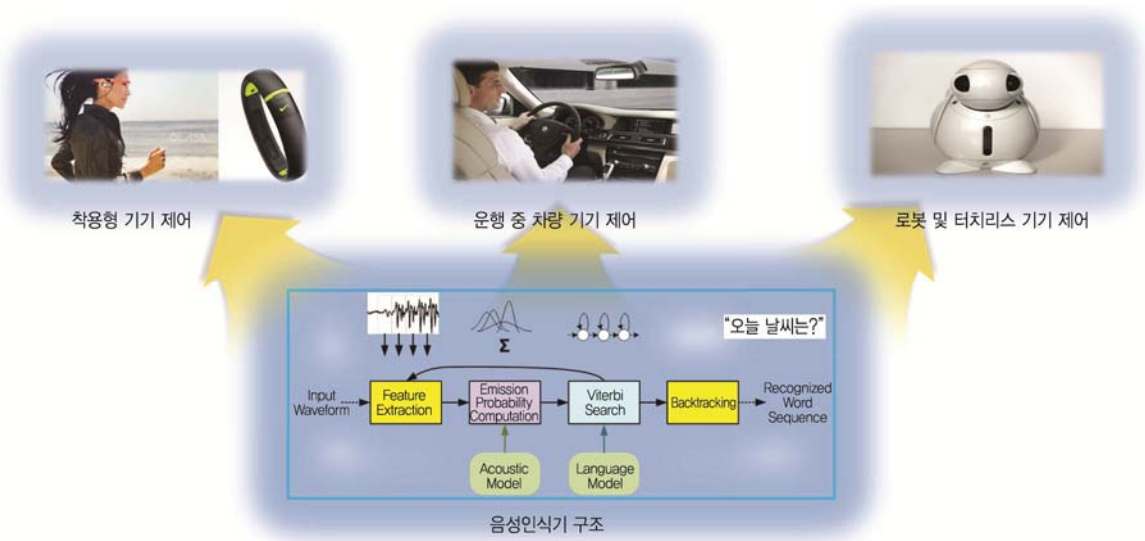 착용형 기기 제어
운행 중 차량 기기 제어
로봇 및 터치리스 기기 제어
"오늘 날씨는?"
Σ
Input
Waveform
Feature
Extraction
Emission
Probability
Computation
Viterbi
Search
Backtracking
Recognized
Word
Sequence
Acoustic
Model
Language
Model
음성인식기 구조